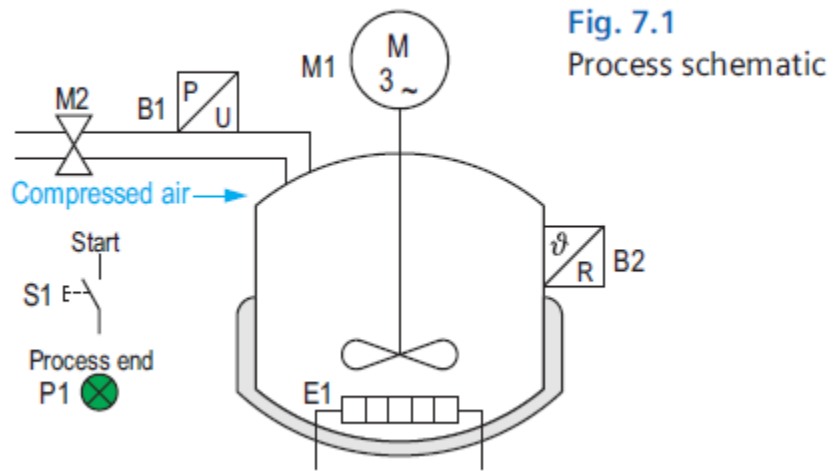 Fig. 7.1
Process schematic
M1
M
3 ~
M2
B1
P
U
Compressed air
Start
S1
Process end
P1
ϑ
R
B2
E1